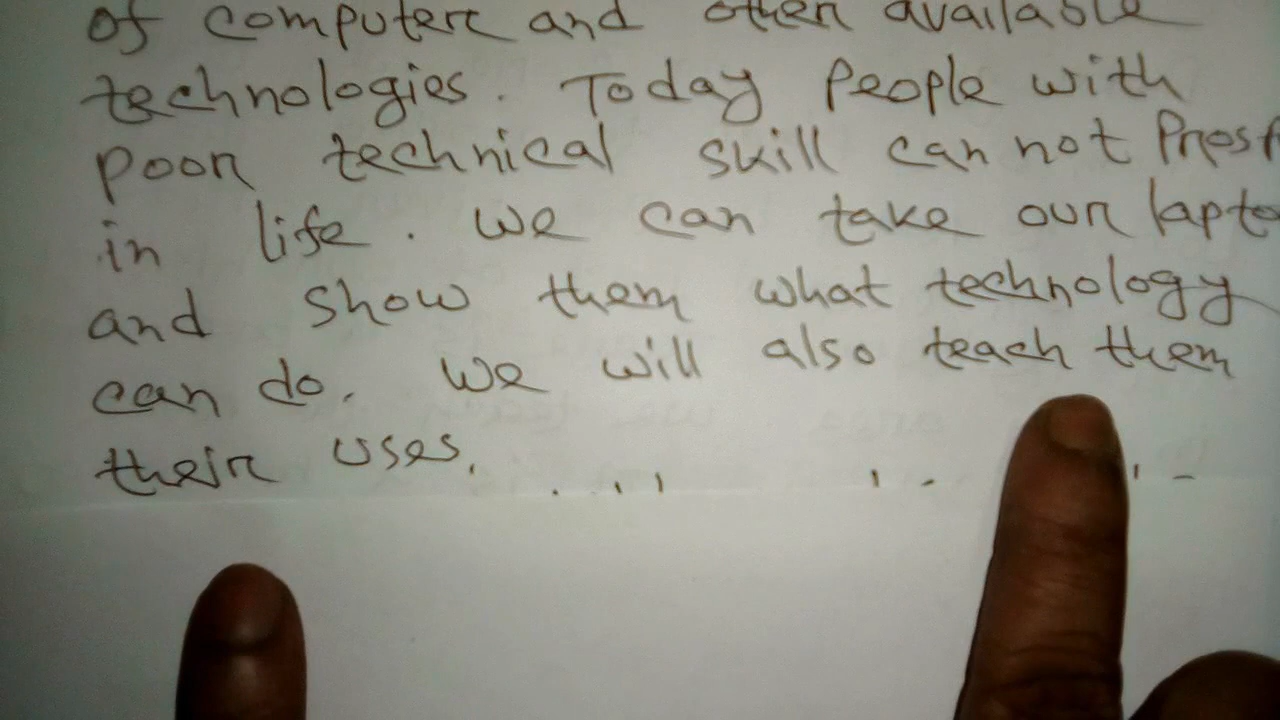 of computer and other available
technologies. Today People with
poor technical skill can not
in life. We can take our
and show them what technology
can do. We will also teach them
their uses.